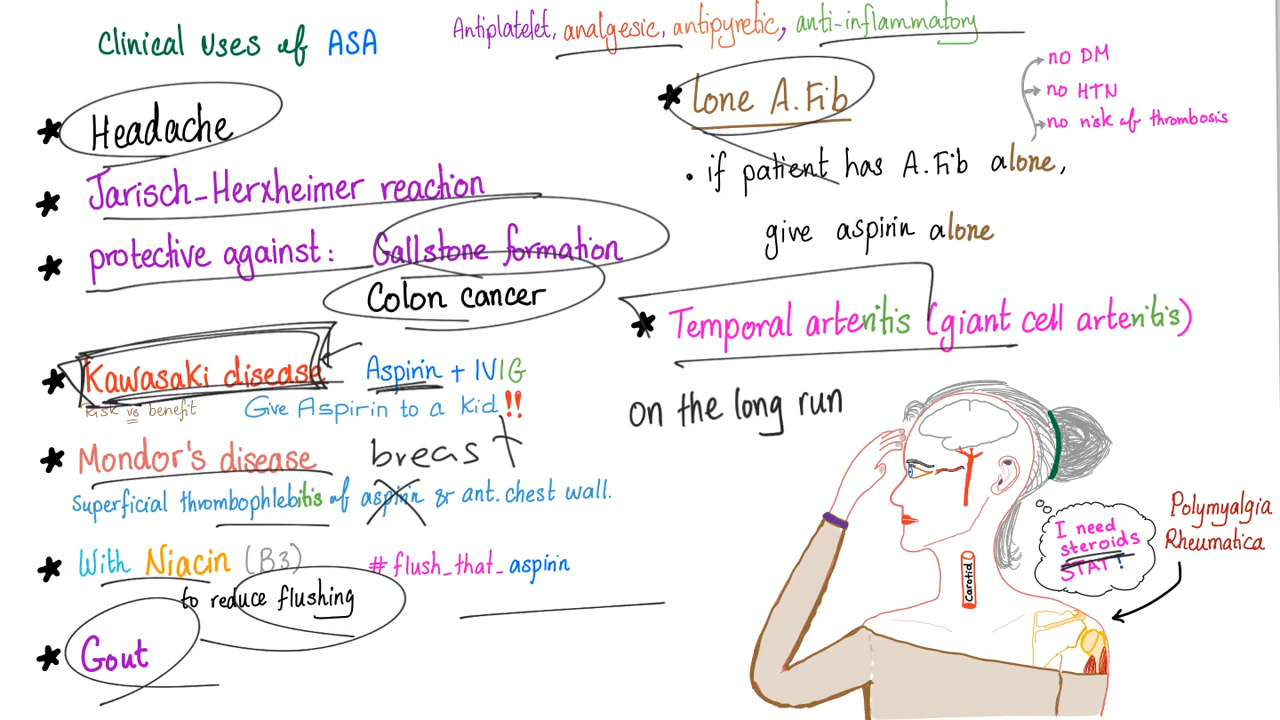 Clinical Uses of ASA
Antiplatelet, analgesic, antipyretic, anti-inflammatory
Headache
Jarisch-Herxheimer reaction
protective against: Gallstone formation
Colon cancer
Kawasaki disease Aspirin + IVIG
Risk vs benefit Give Aspirin to a kid!!
Mondor's disease breast
Superficial thrombophlebitis of aspirin & ant. chest wall.
With Niacin (B3) #flush_that_aspirin
to reduce flushing
Gout
lone A.Fib
no DM
no HTN
no risk of thrombosis
• if patient has A.Fib alone,
give aspirin alone
Temporal arteritis (giant cell arteritis)
on the long run
I need
steroids
STAT!
Polymyalgia
Rheumatica
Carotid